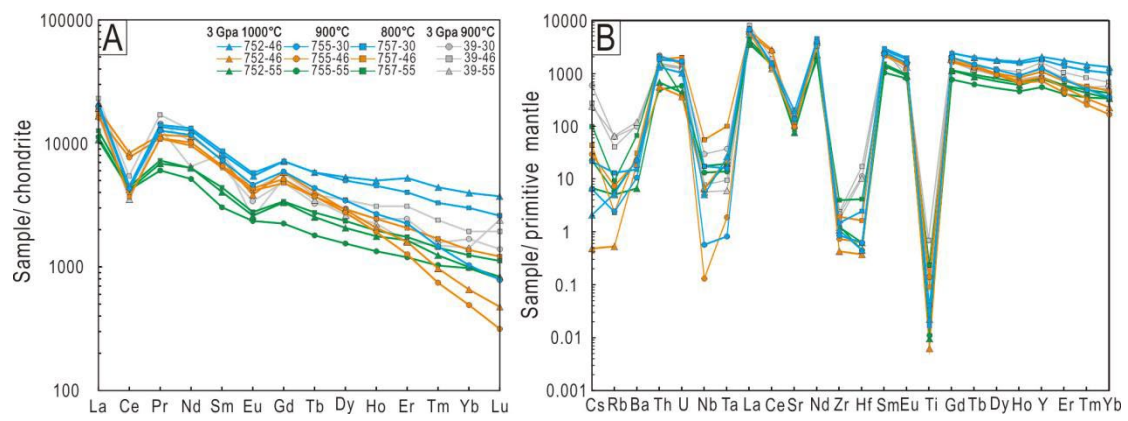 A
3 Gpa 1000°C 900°C 800°C 3 Gpa 900°C
752-46 755-30 757-30 39-30
752-46 755-46 757-46 39-46
752-55 755-55 757-55 39-55
Sample/ chondrite
100000
10000
1000
100
La Ce Pr Nd Sm Eu Gd Tb Dy Ho Er Tm Yb Lu
B
Sample/ primitive mantle
100000
10000
1000
100
10
1
0.1
0.01
0.001
Cs Rb Ba Th U Nb Ta La Ce Sr Nd Zr Hf Sm Eu Ti Gd Tb Dy Ho Y Er Tm Yb